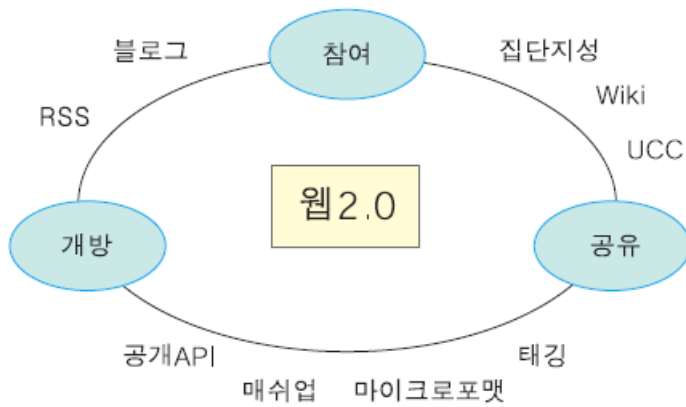 블로그
참여
집단지성
Wiki
RSS
UCC
웹2.0
개방
공유
공개API
태깅
매쉬업
마이크로포맷